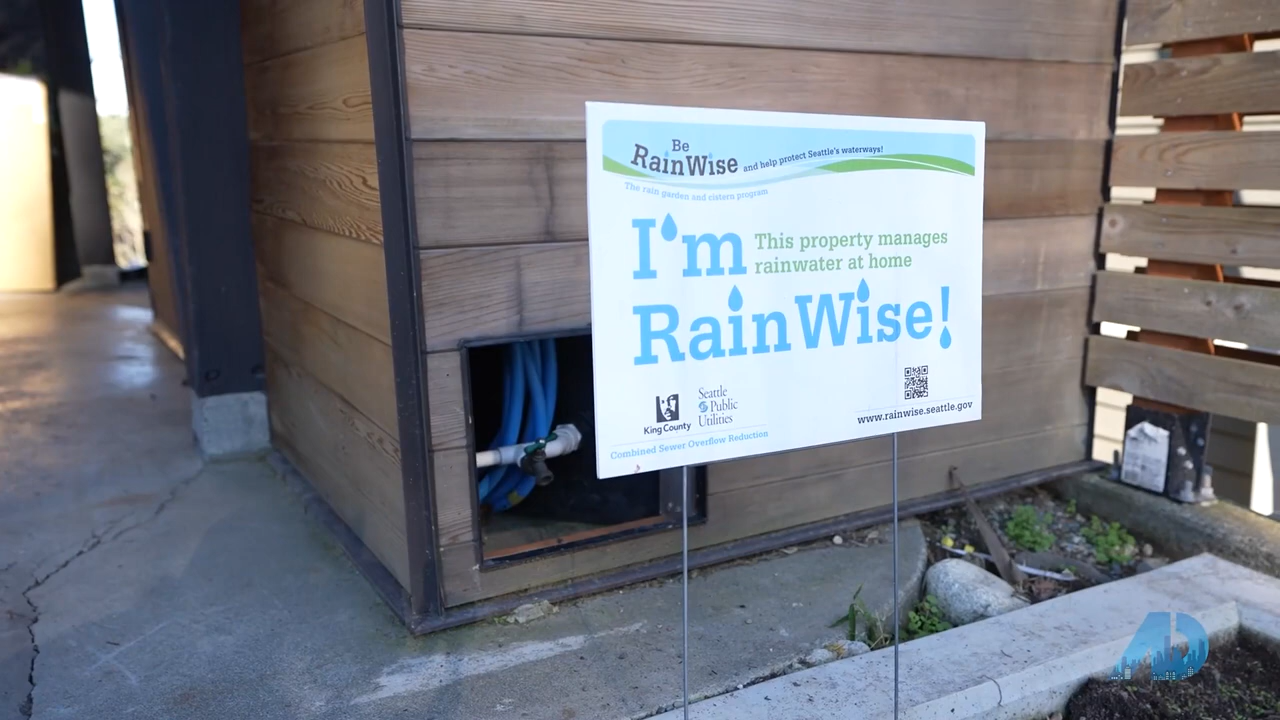 Be
RainWise and help protect Seattle's waterways!
The rain garden and cistern program
I'm This property manages
rainwater at home
RainWise!
King County
Seattle
Public
Utilities
www.rainwise.seattle.gov
Combined Sewer Overflow Reduction
AD